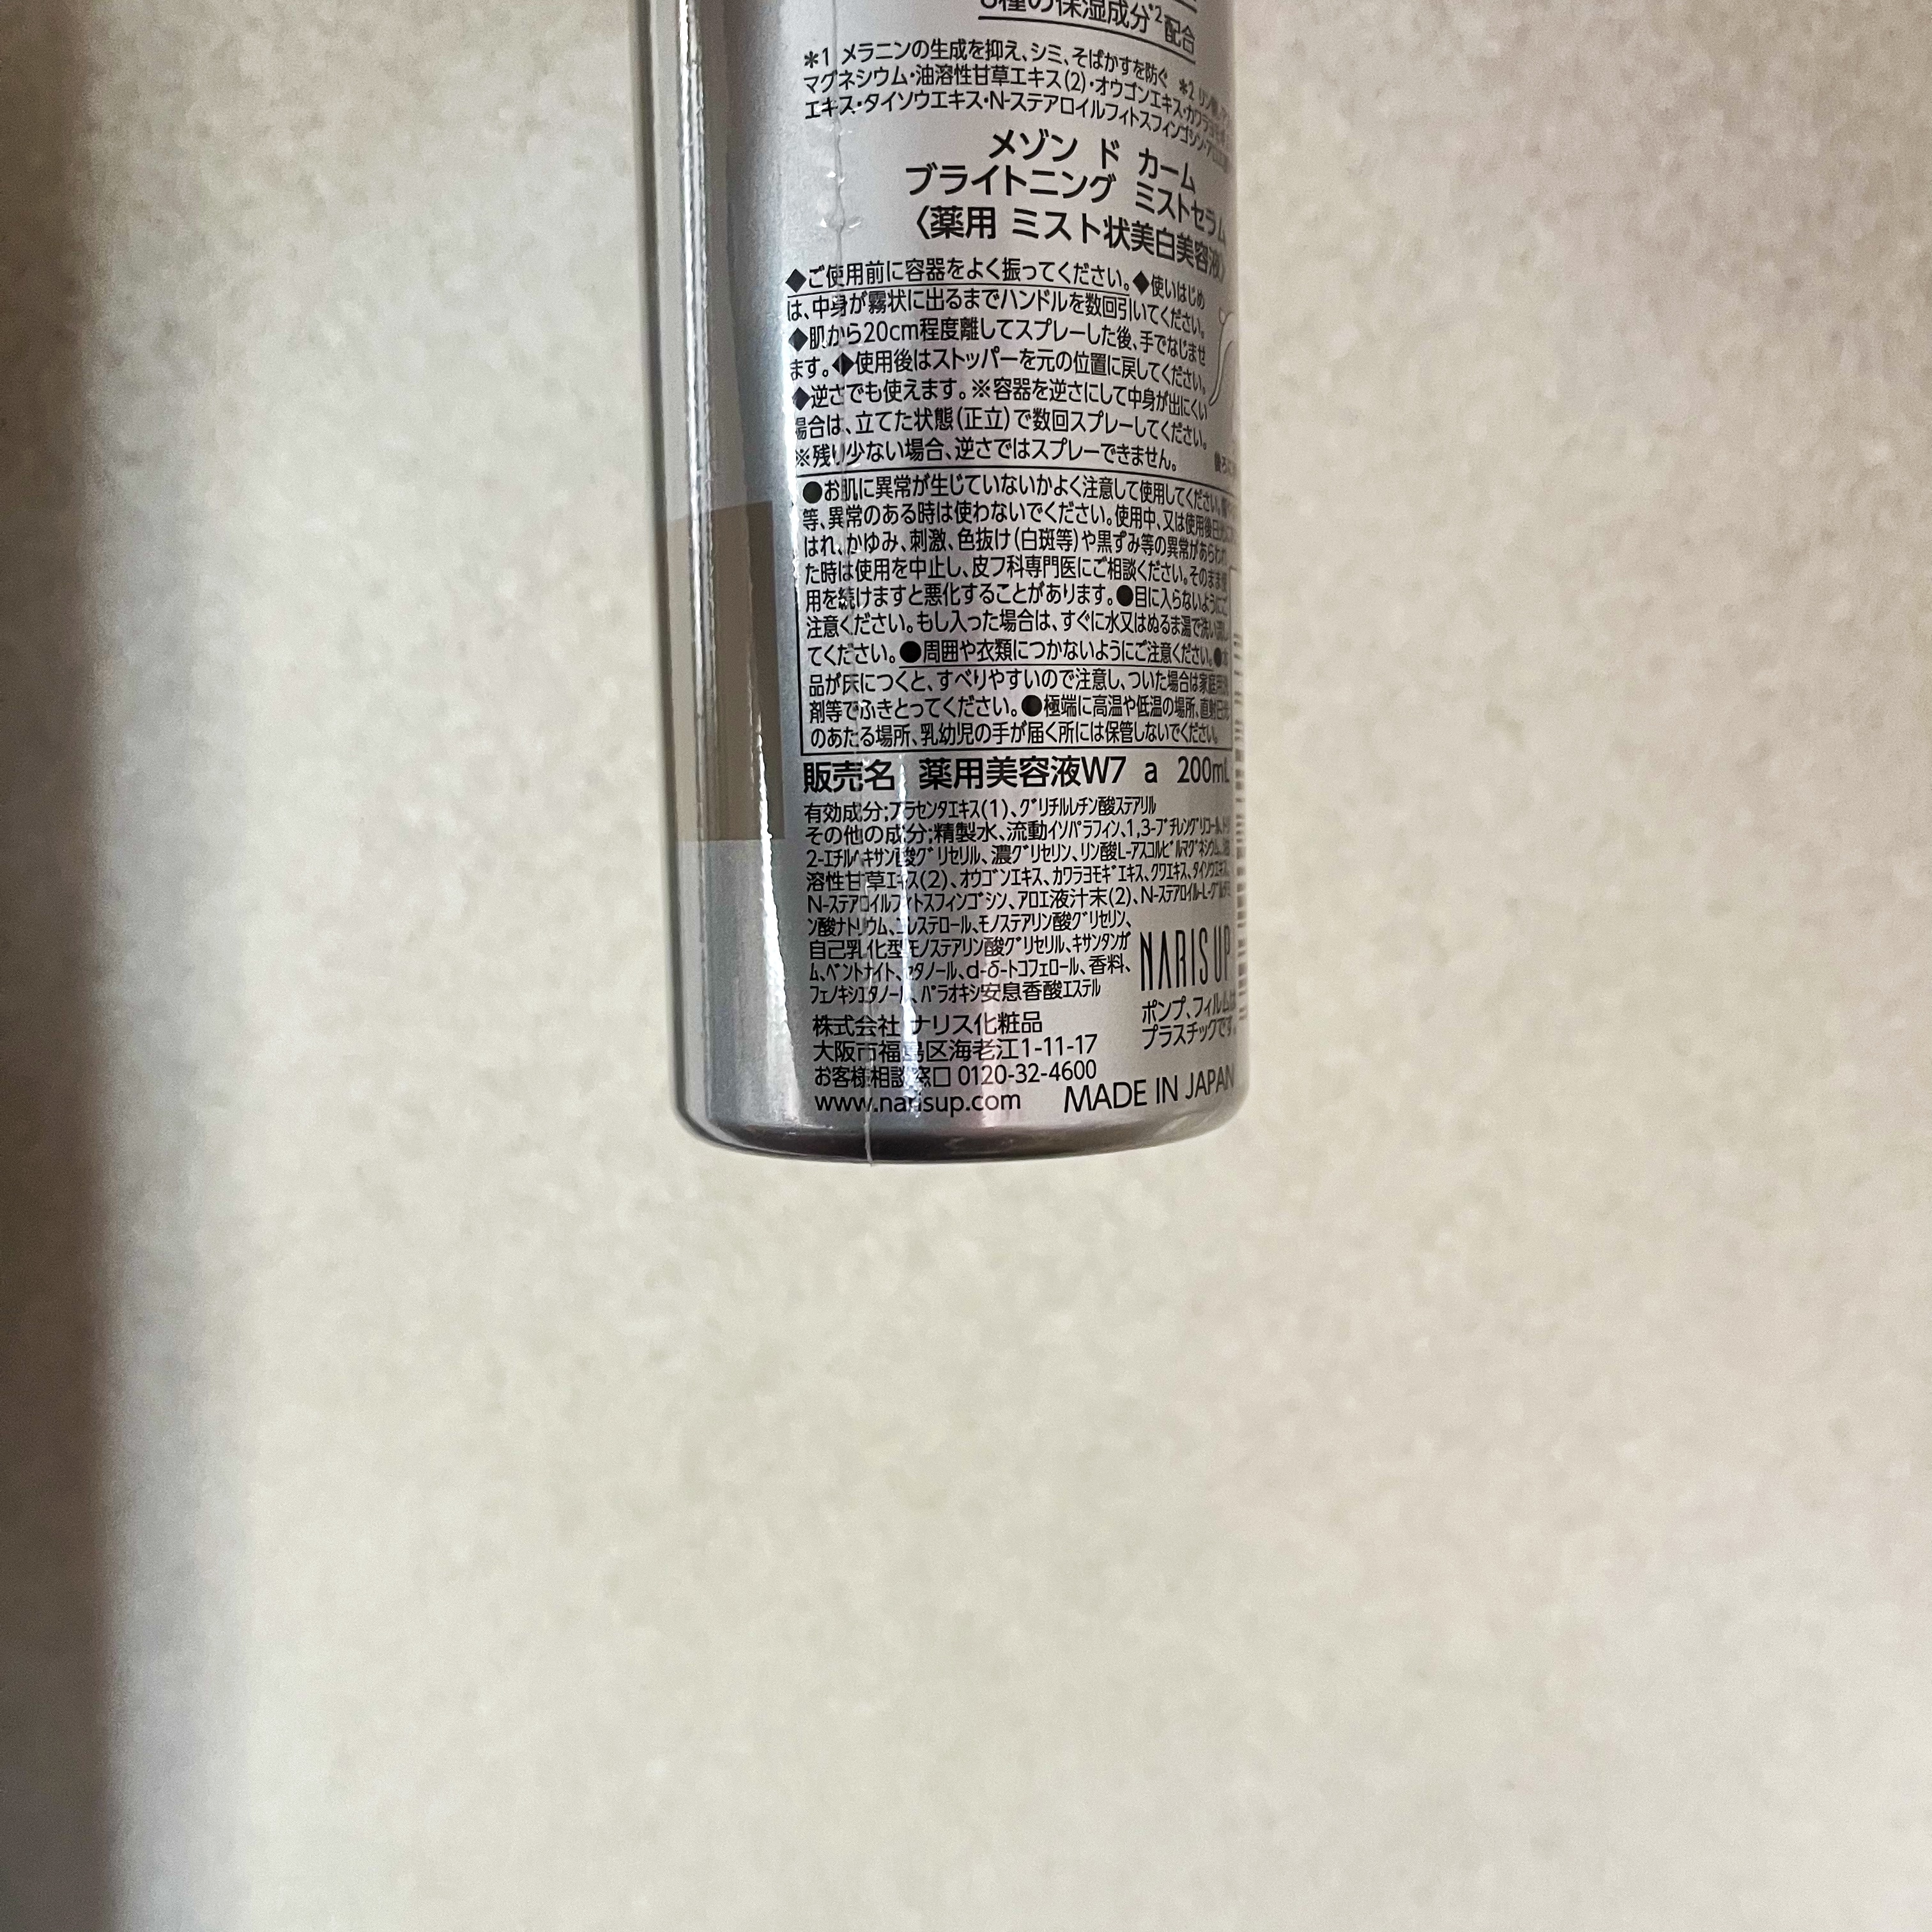 種の保湿成分*2配合
*1 メラニンの生成を抑え、シミ、そばかすを防ぐ *2
マグネシウム・油溶性甘草エキス(2)・オウゴンエキス・
エキス・タイソウエキス・N-ステアロイルフィトスフィンゴシン・
メゾン ド カーム
ブライトニング ミストセラム
〈薬用 ミスト状美白美容液〉
◆ご使用前に容器をよく振ってください。◆使いはじめ
は、中身が霧状に出るまでハンドルを数回引いてください。
◆肌から20cm程度離してスプレーした後、手でなじませ
ます。◆使用後はストッパーを元の位置に戻してください。
◆逆さでも使えます。※容器を逆さにして中身が出にくい
場合は、立てた状態(正立)で数回スプレーしてください。
※残り少ない場合、逆さではスプレーできません。
●お肌に異常が生じていないかよく注意して使用してください。
等、異常のある時は使わないでください。使用中、又は使用後
はれ、かゆみ、刺激、色抜け(白斑等)や黒ずみ等の異常があらわれ
た時は使用を中止し、皮フ科専門医にご相談ください。そのまま使
用を続けますと悪化することがあります。●目に入らないようにご
注意ください。もし入った場合は、すぐに水又はぬるま湯で洗い流し
てください。●周囲や衣類につかないようにご注意ください。●本
品が床につくと、すべりやすいので注意し、ついた場合は家庭用洗
剤等でふきとってください。●極端に高温や低温の場所、直射日光
のあたる場所、乳幼児の手が届く所には保管しないでください。
販売名 薬用美容液W7 a 200mL
有効成分;プラセンタエキス(1)、グリチルレチン酸ステアリル
その他の成分;精製水、流動イソパラフィン、1,3-ブチレングリコール、トリ
2-エチルヘキサン酸グリセリル、濃グリセリン、リン酸L-アスコルビルマグネシウム、油
溶性甘草エキス(2)、オウゴンエキス、カワラヨモギエキス、クワエキス、タイソウエキス、
N-ステアロイルフィトスフィンゴシン、アロエ液汁末(2)、N-ステアロイル-L-グルタミ
ン酸ナトリウム、コレステロール、モノステアリン酸グリセリン、
自己乳化型モノステアリン酸グリセリル、キサンタンガ
ム、ベントナイト、セタノール、d-δ-トコフェロール、香料、
フェノキシエタノール、パラオキシ安息香酸エステル
NARIS UP
ポンプ、フィルムは
プラスチックです。
株式会社 ナリス化粧品
大阪市福島区海老江1-11-17
お客様相談窓口 0120-32-4600
www.narisup.com MADE IN JAPAN